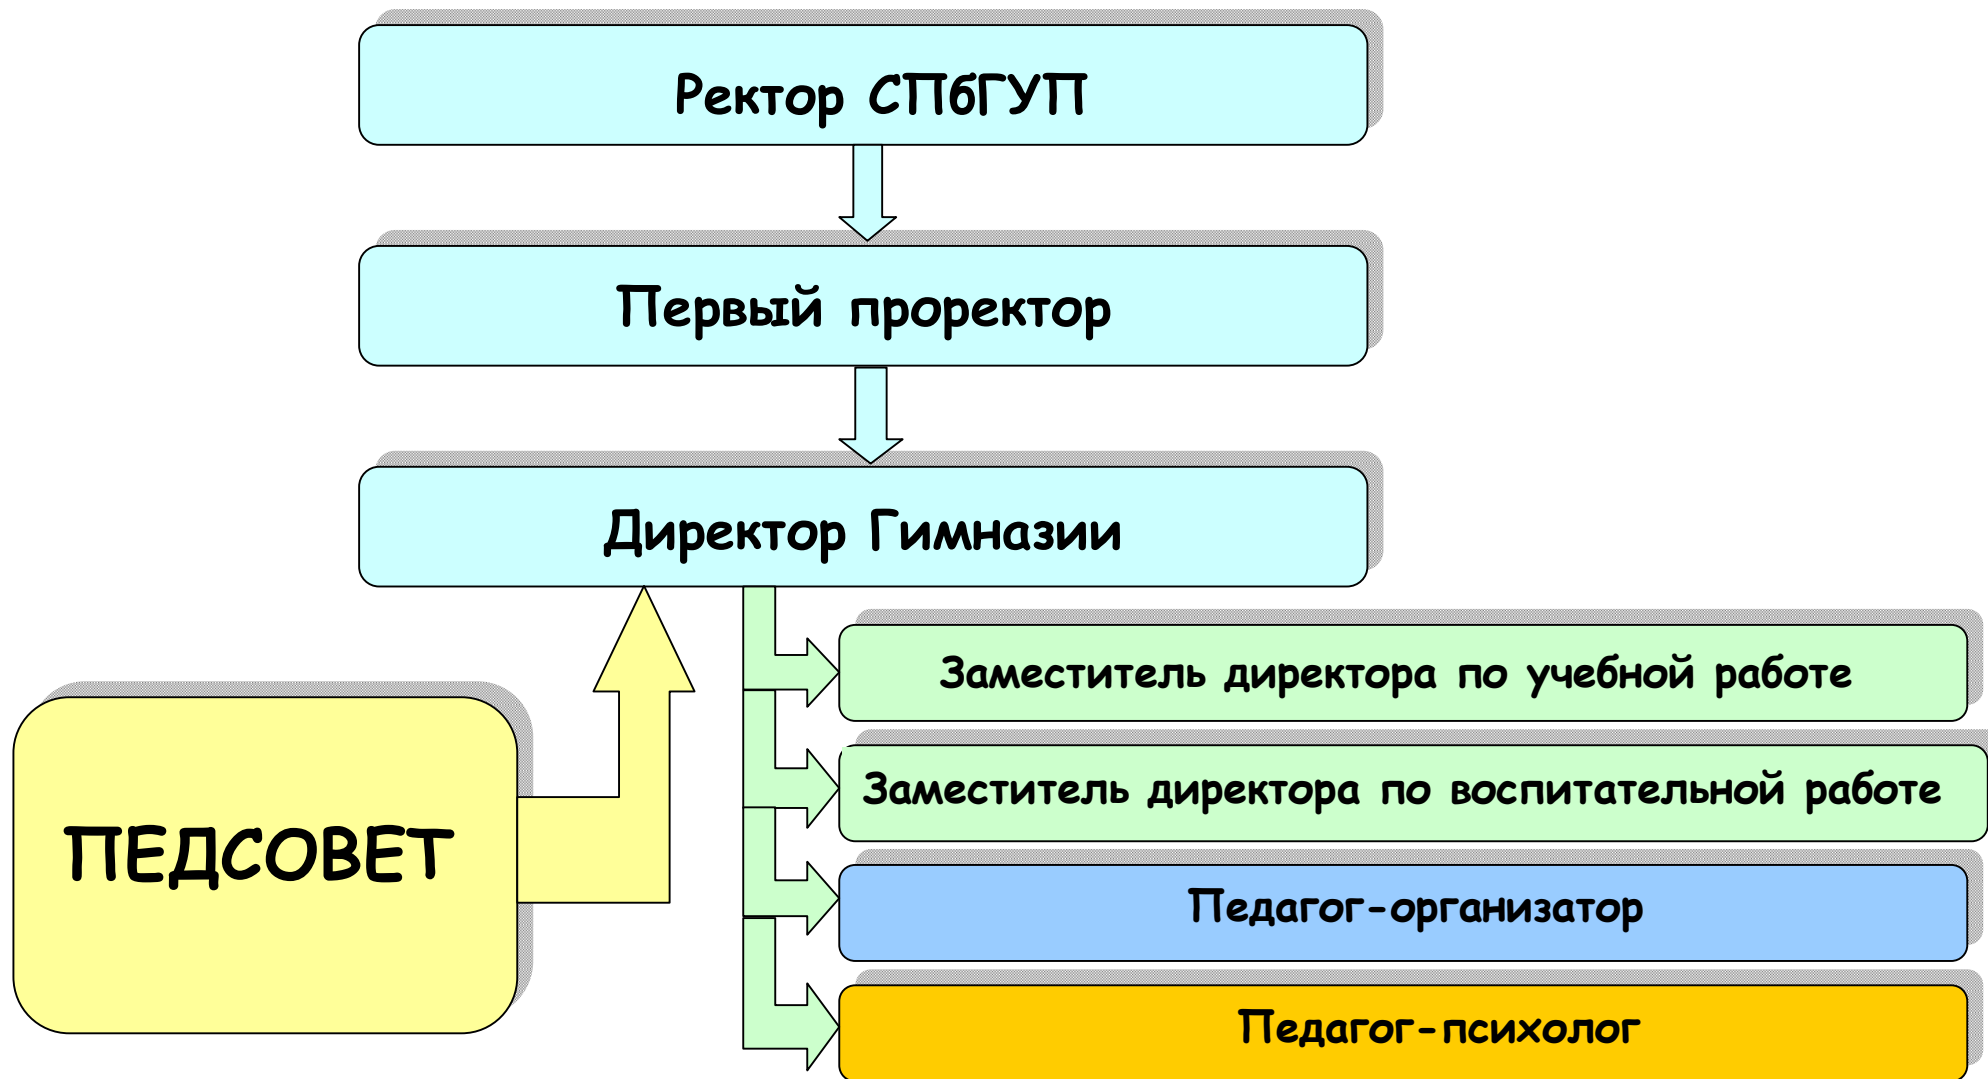 Ректор СПбГУП
Первый проректор
Директор Гимназии
Заместитель директора по учебной работе
Заместитель директора по воспитательной работе
ПЕДСОВЕТ
Педагог-организатор
Педагог-психолог